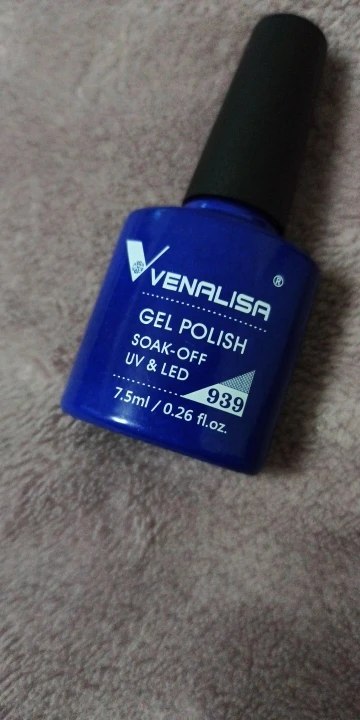 VENALISA ®
GEL POLISH
SOAK-OFF
UV & LED
939
7.5ml / 0.26 fl.oz.